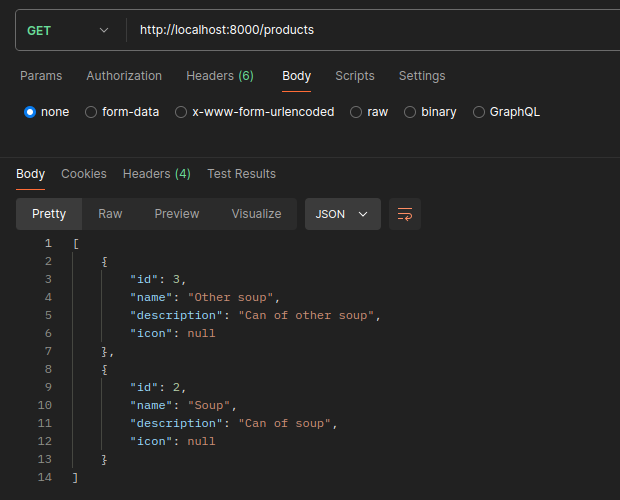 GET http://localhost:8000/products
Params Authorization Headers (6) Body Scripts Settings
none form-data x-www-form-urlencoded raw binary GraphQL
Body Cookies Headers (4) Test Results
Pretty Raw Preview Visualize JSON
1 [
2 {
3 "id": 3,
4 "name": "Other soup",
5 "description": "Can of other soup",
6 "icon": null
7 },
8 {
9 "id": 2,
10 "name": "Soup",
11 "description": "Can of soup",
12 "icon": null
13 }
14 ]